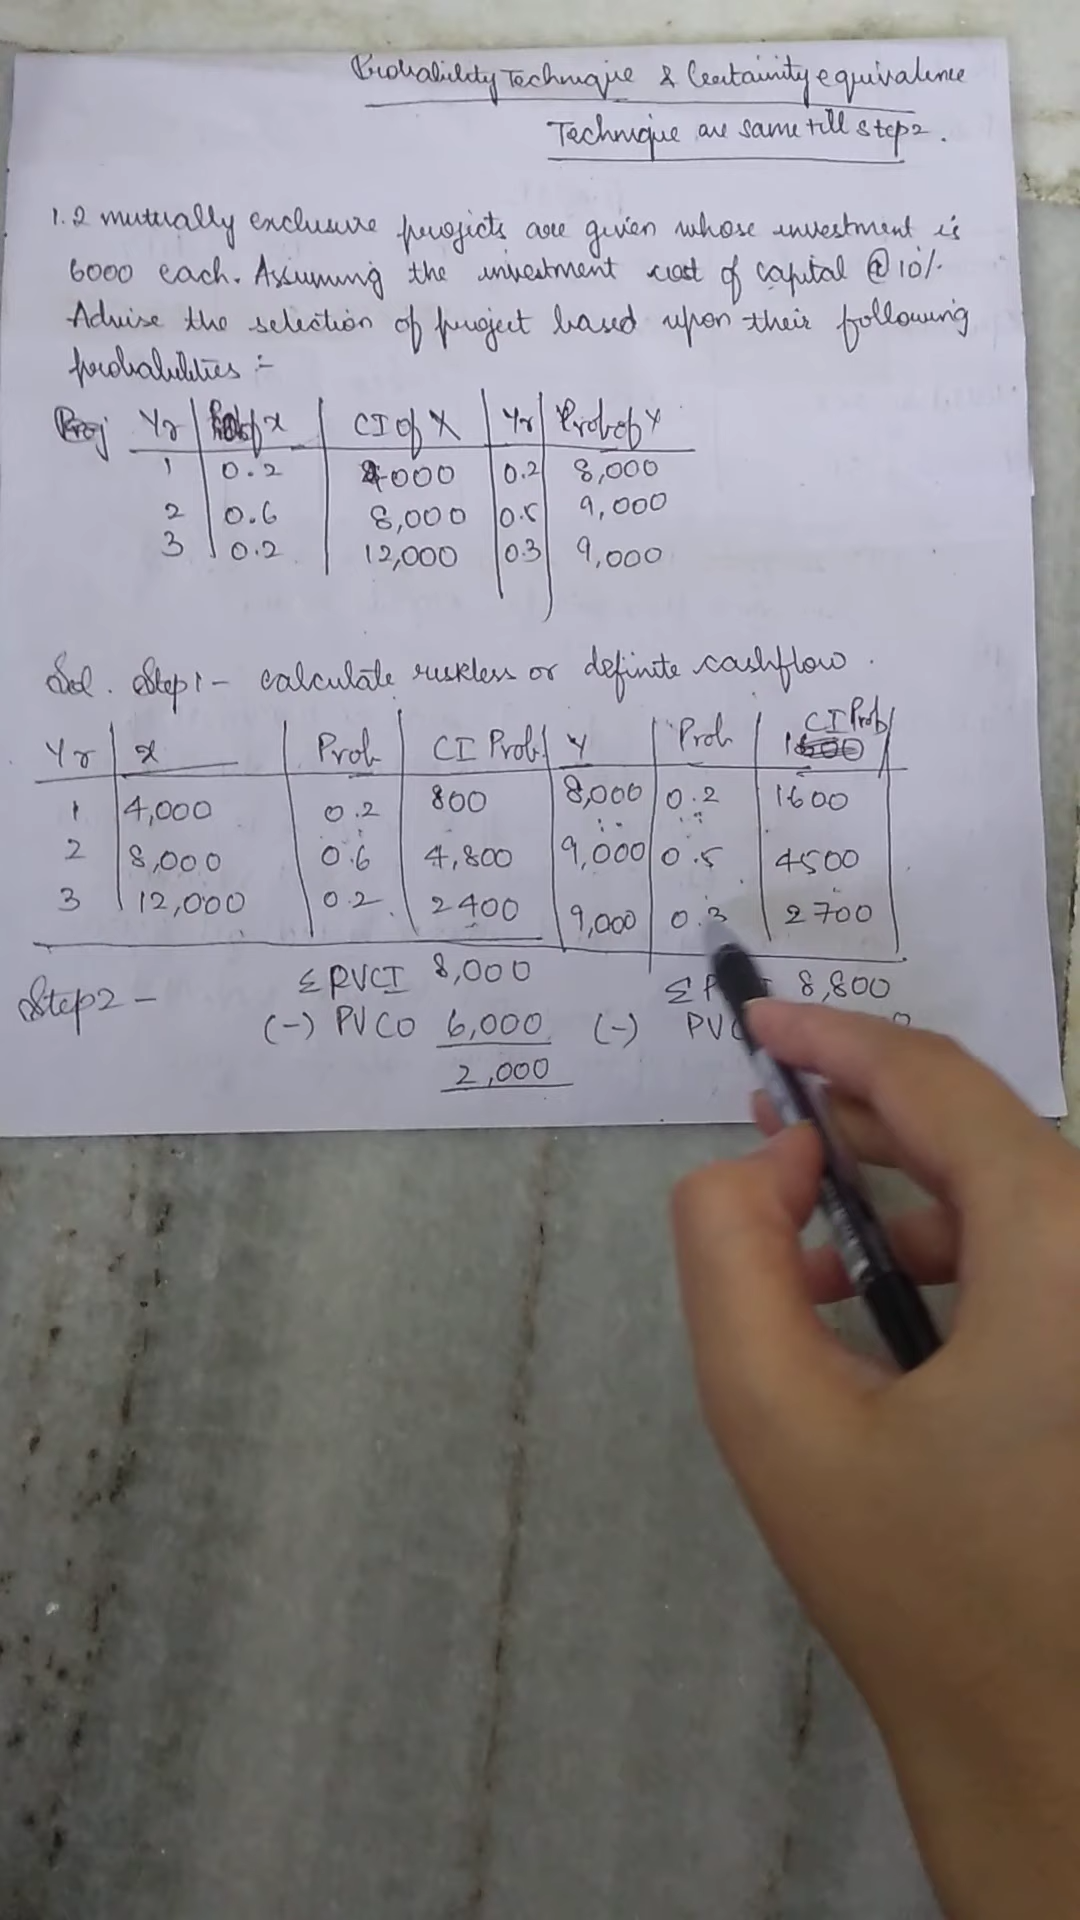 Probability Technique & Certainity equivalence
Technique are same till step2.
1. 2 mutually exclusive projects are given whose investment is
6000 each. Assuming the investment cost of capital @ 10%.
Advise the selection of project based upon their following
probabilities :-
Proj Yr Prob of x CI of X Yr Prob of Y
1 0.2 4000 0.2 8,000
2 0.6 8,000 0.5 9,000
3 0.2 12,000 0.3 9,000
Sol. Step1- calculate riskless or definite cashflow.
Yr x Prob CI Prob Y Prob CI Prob
1 4,000 0.2 800 8,000 0.2 1600
2 8,000 0.6 4,800 9,000 0.5 4500
3 12,000 0.2 2400 9,000 0.3 2700
Step2- Σ PVCI 8,000 Σ P I 8,800
(-) PVCO 6,000 (-) PVC
2,000